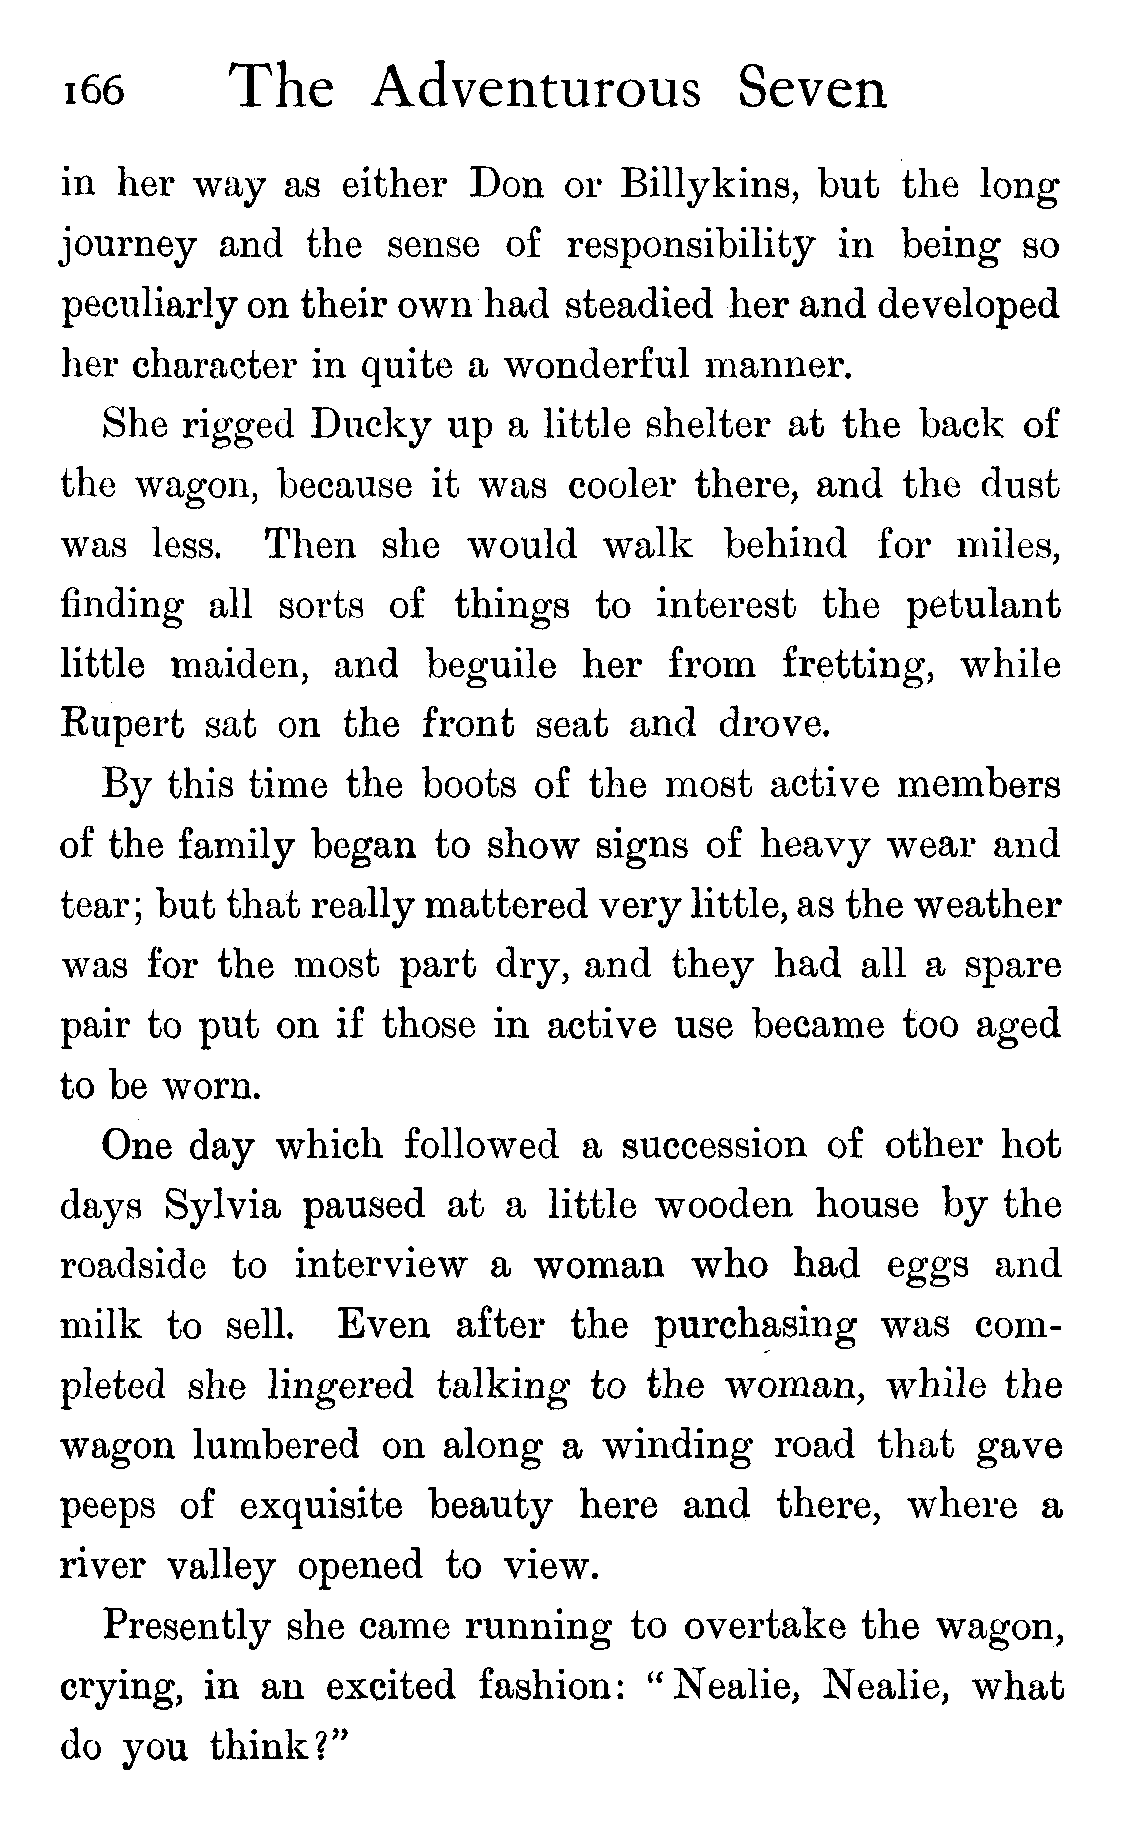 166 The Adventurous Seven
in her way as either Don or Billykins, but the long
journey and the sense of responsibility in being so
peculiarly on their own had steadied her and developed
her character in quite a wonderful manner.
She rigged Ducky up a little shelter at the back of
the wagon, because it was cooler there, and the dust
was less. Then she would walk behind for miles,
finding all sorts of things to interest the petulant
little maiden, and beguile her from fretting, while
Rupert sat on the front seat and drove.
By this time the boots of the most active members
of the family began to show signs of heavy wear and
tear; but that really mattered very little, as the weather
was for the most part dry, and they had all a spare
pair to put on if those in active use became too aged
to be worn.
One day which followed a succession of other hot
days Sylvia paused at a little wooden house by the
roadside to interview a woman who had eggs and
milk to sell. Even after the purchasing was com-
pleted she lingered talking to the woman, while the
wagon lumbered on along a winding road that gave
peeps of exquisite beauty here and there, where a
river valley opened to view.
Presently she came running to overtake the wagon,
crying, in an excited fashion: “Nealie, Nealie, what
do you think?”